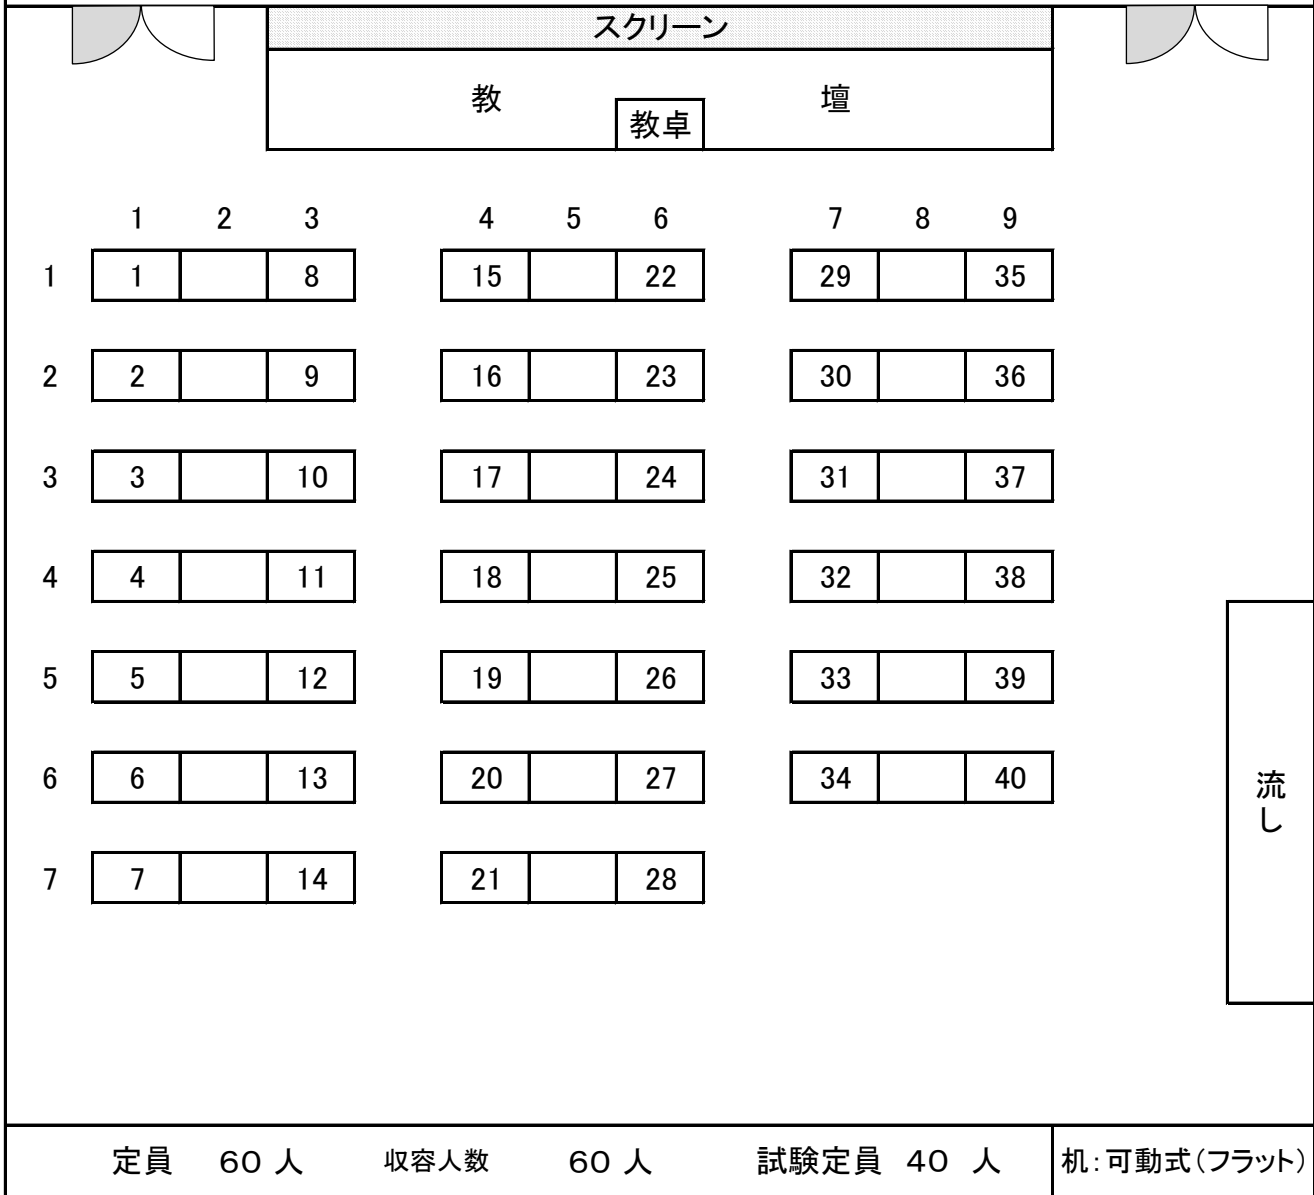 スクリーン
教 壇
教卓
1 2 3 4 5 6 7 8 9
1 1 8 15 22 29 35
2 2 9 16 23 30 36
3 3 10 17 24 31 37
4 4 11 18 25 32 38
5 5 12 19 26 33 39
6 6 13 20 27 34 40
7 7 14 21 28
流し
定員 60 人 収容人数 60 人 試験定員 40 人 机:可動式(フラット)